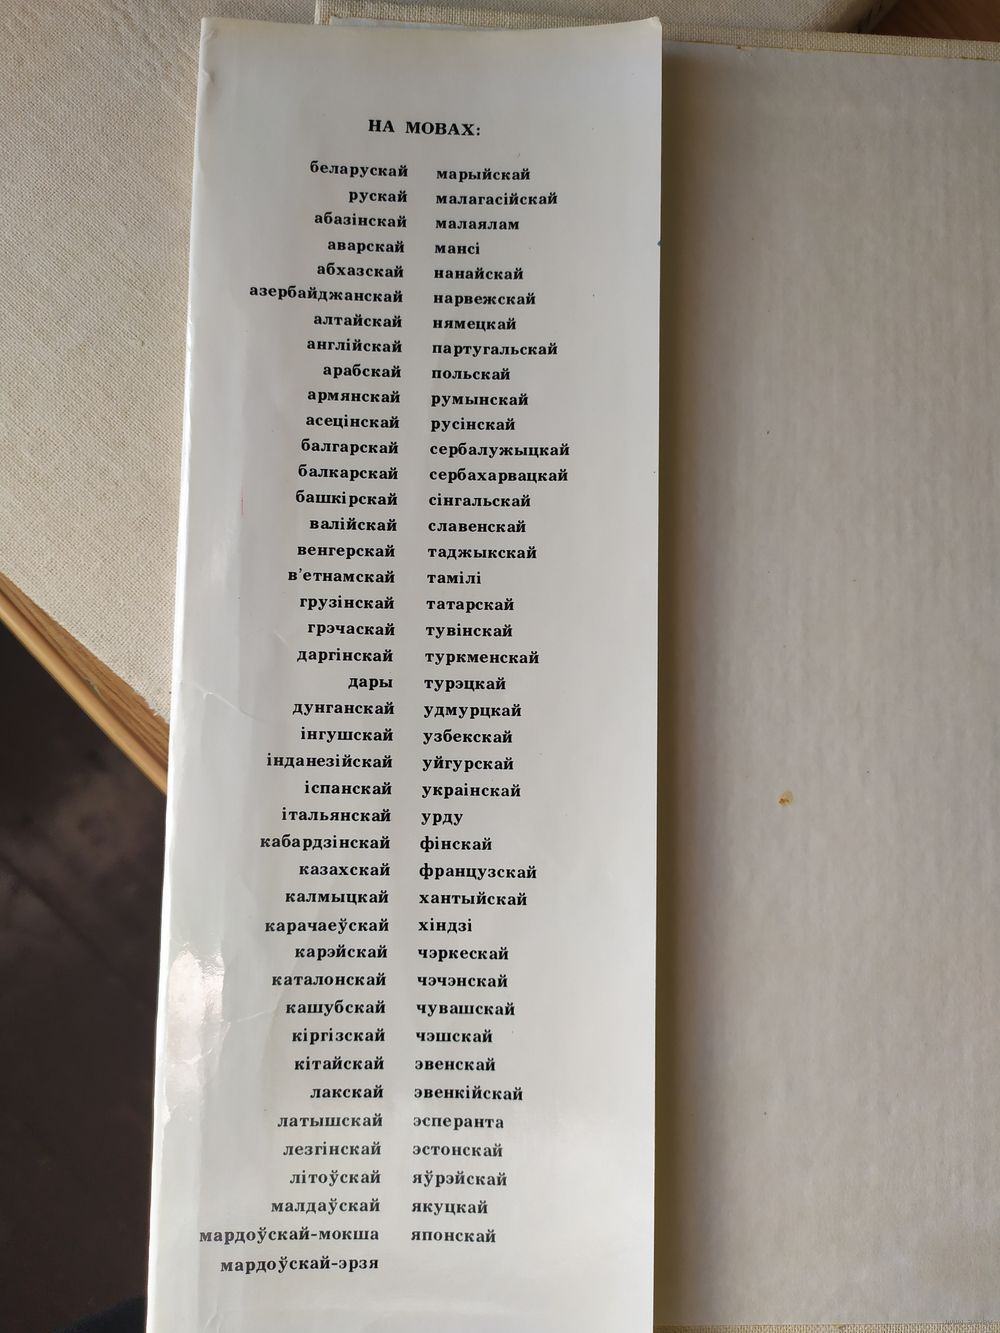 НА МОВАХ:
беларускай
рускай
абазінскай
аварскай
абхазскай
азербайджанскай
алтайскай
англійскай
арабскай
армянскай
асецінскай
балгарскай
балкарскай
башкірскай
валійскай
венгерскай
в'етнамскай
грузінскай
грэчаскай
даргінскай
дары
дунганскай
інгушскай
інданезійскай
іспанскай
італьянскай
кабардзінскай
казахскай
калмыцкай
карачаеўскай
карэйскай
каталонскай
кашубскай
кіргізскай
кітайскай
лакскай
латышскай
лезгінскай
літоўскай
малдаўскай
мардоўскай-мокша
мардоўскай-эрзя
марыйскай
малагасійскай
малаялам
мансі
нанайскай
нарвежскай
нямецкай
партугальскай
польскай
румынскай
русінскай
сербалужыцкай
сербахарвацкай
сінгальскай
славенскай
таджыкскай
тамілі
татарскай
тувінскай
туркменскай
турэцкай
удмурцкай
узбекскай
уйгурскай
украінскай
урду
фінскай
французскай
хантыйскай
хіндзі
чэркескай
чэчэнскай
чувашскай
чэшскай
эвенскай
эвенкійскай
эсперанта
эстонскай
яўрэйскай
якуцкай
японскай